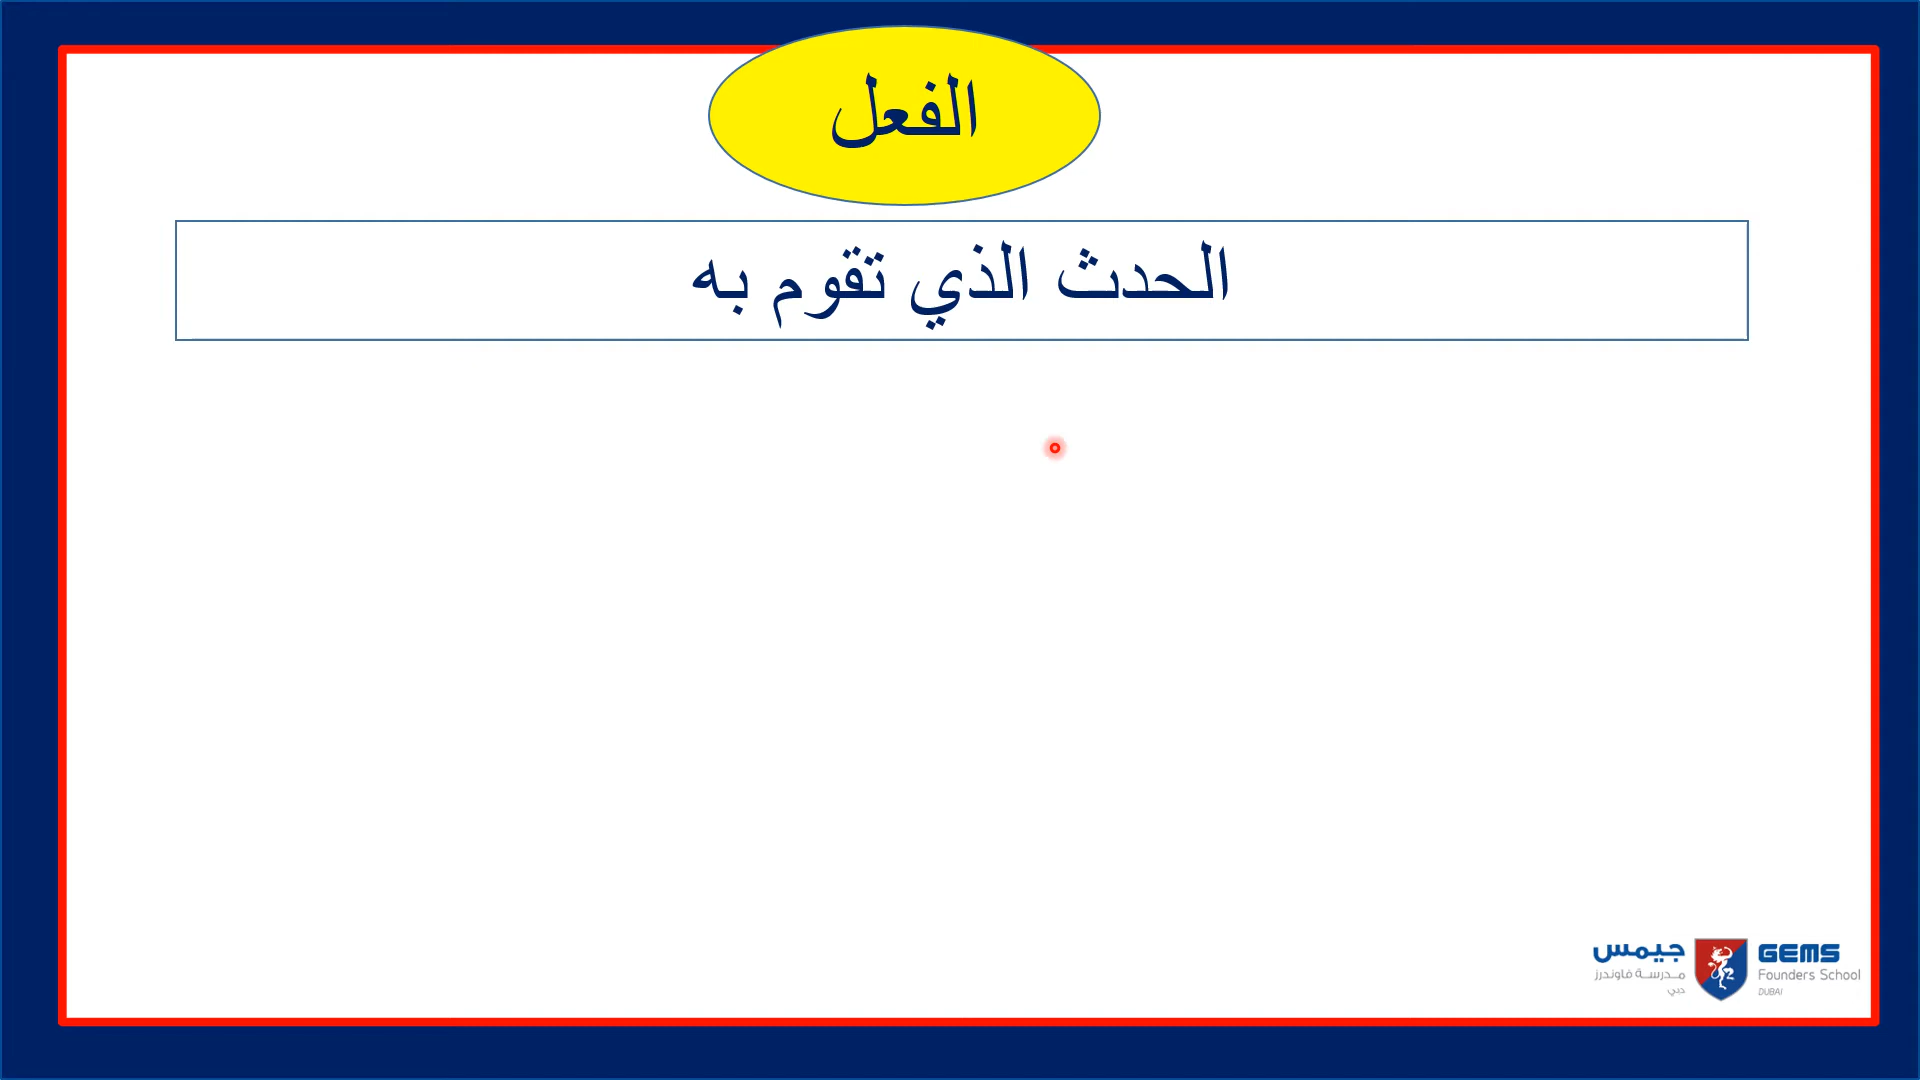 الفعل
الحدث الذي تقوم به
جيمس
مدرسة فاوندرز
دبي
GEMS
Founders School
DUBAI